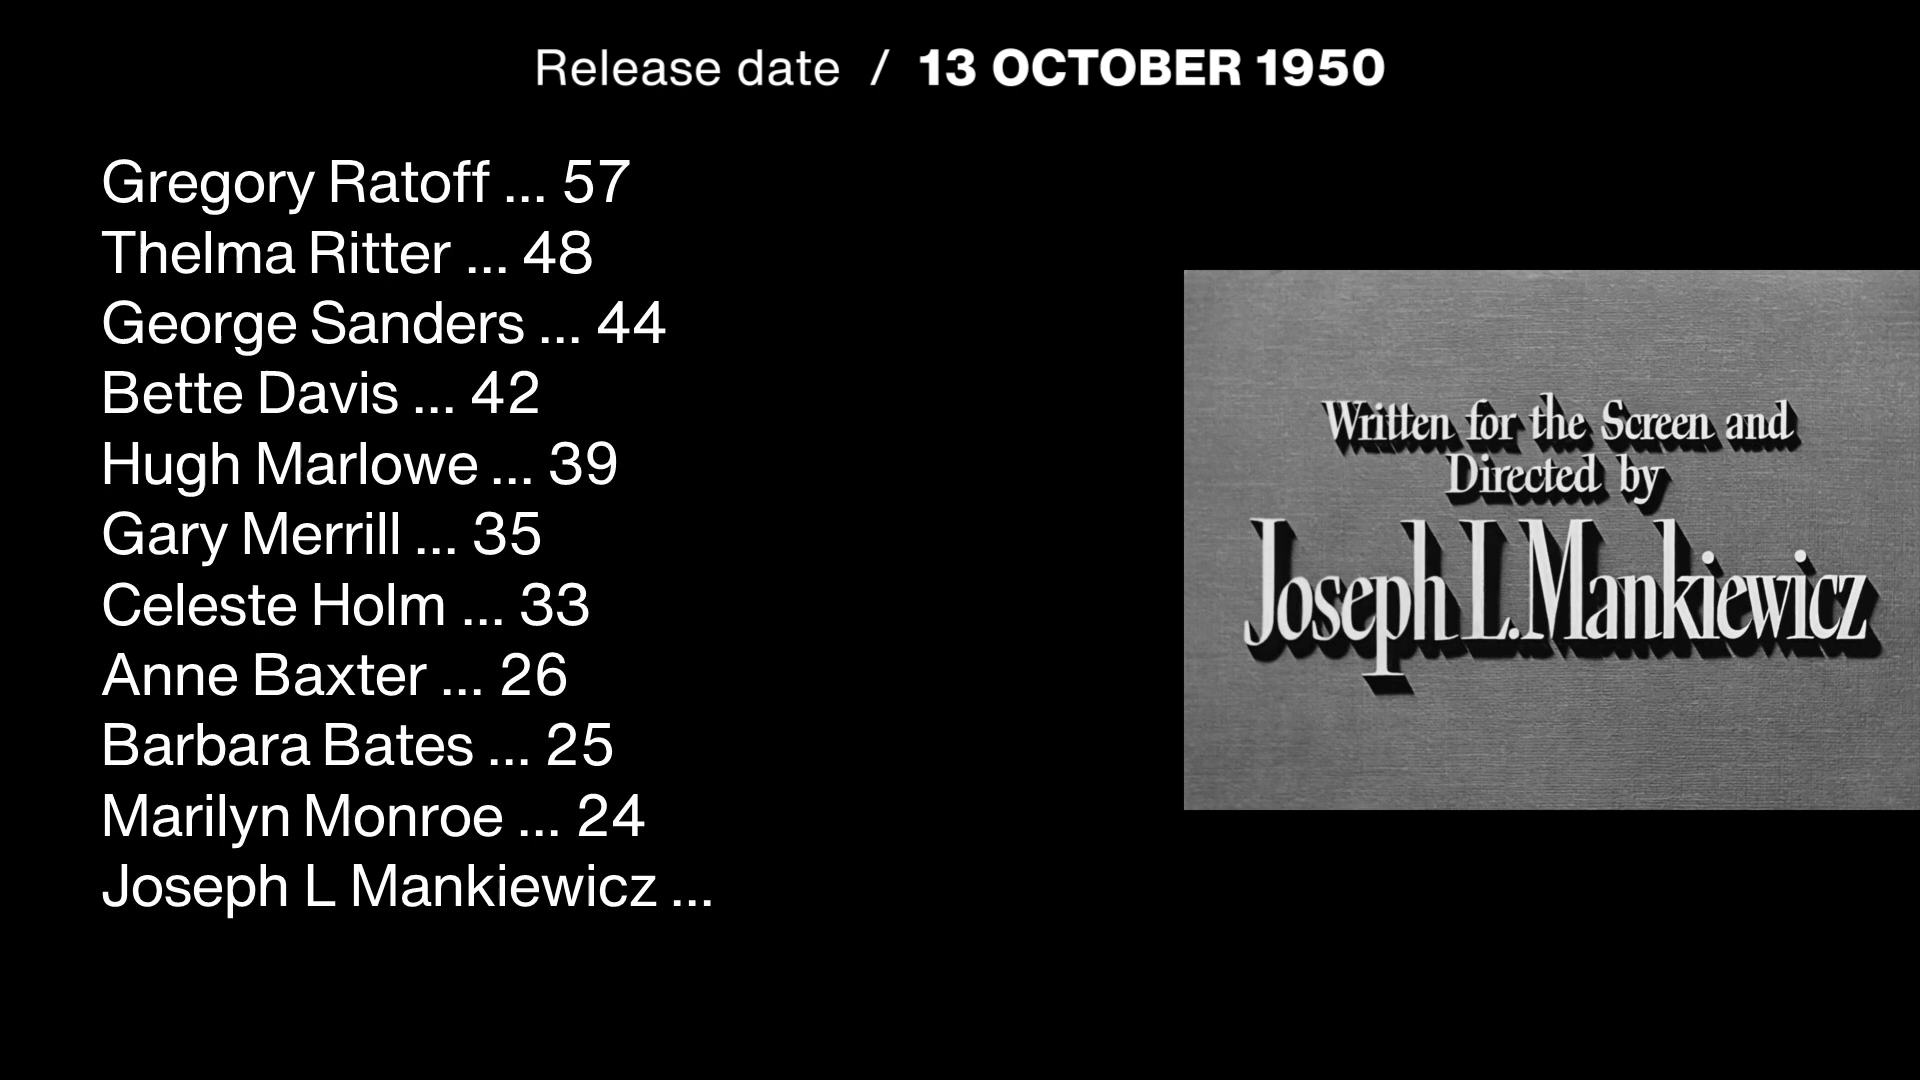 Release date / 13 OCTOBER 1950
Gregory Ratoff ... 57
Thelma Ritter ... 48
George Sanders ... 44
Bette Davis ... 42
Hugh Marlowe ... 39
Gary Merrill ... 35
Celeste Holm ... 33
Anne Baxter ... 26
Barbara Bates ... 25
Marilyn Monroe ... 24
Joseph L Mankiewicz ...
Written for the Screen and
Directed by
Joseph L. Mankiewicz